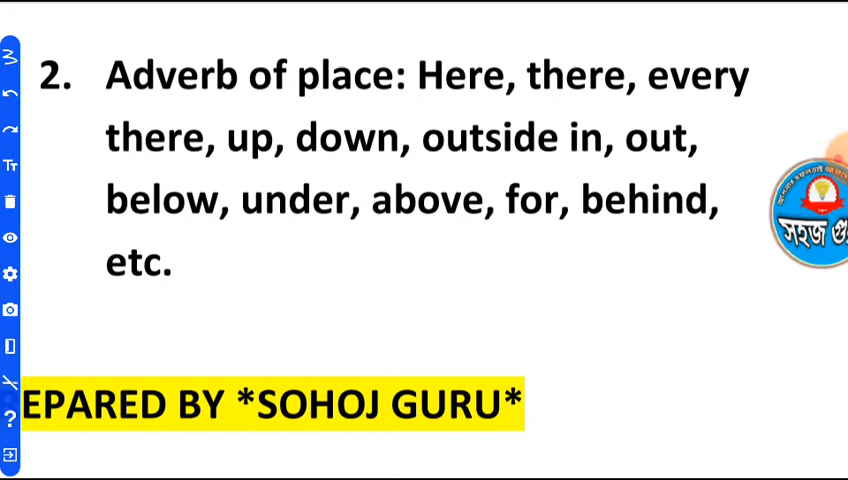 2. Adverb of place: Here, there, every
there, up, down, outside in, out,
below, under, above, for, behind,
etc.
সহজ
EPARED BY *SOHOJ GURU*